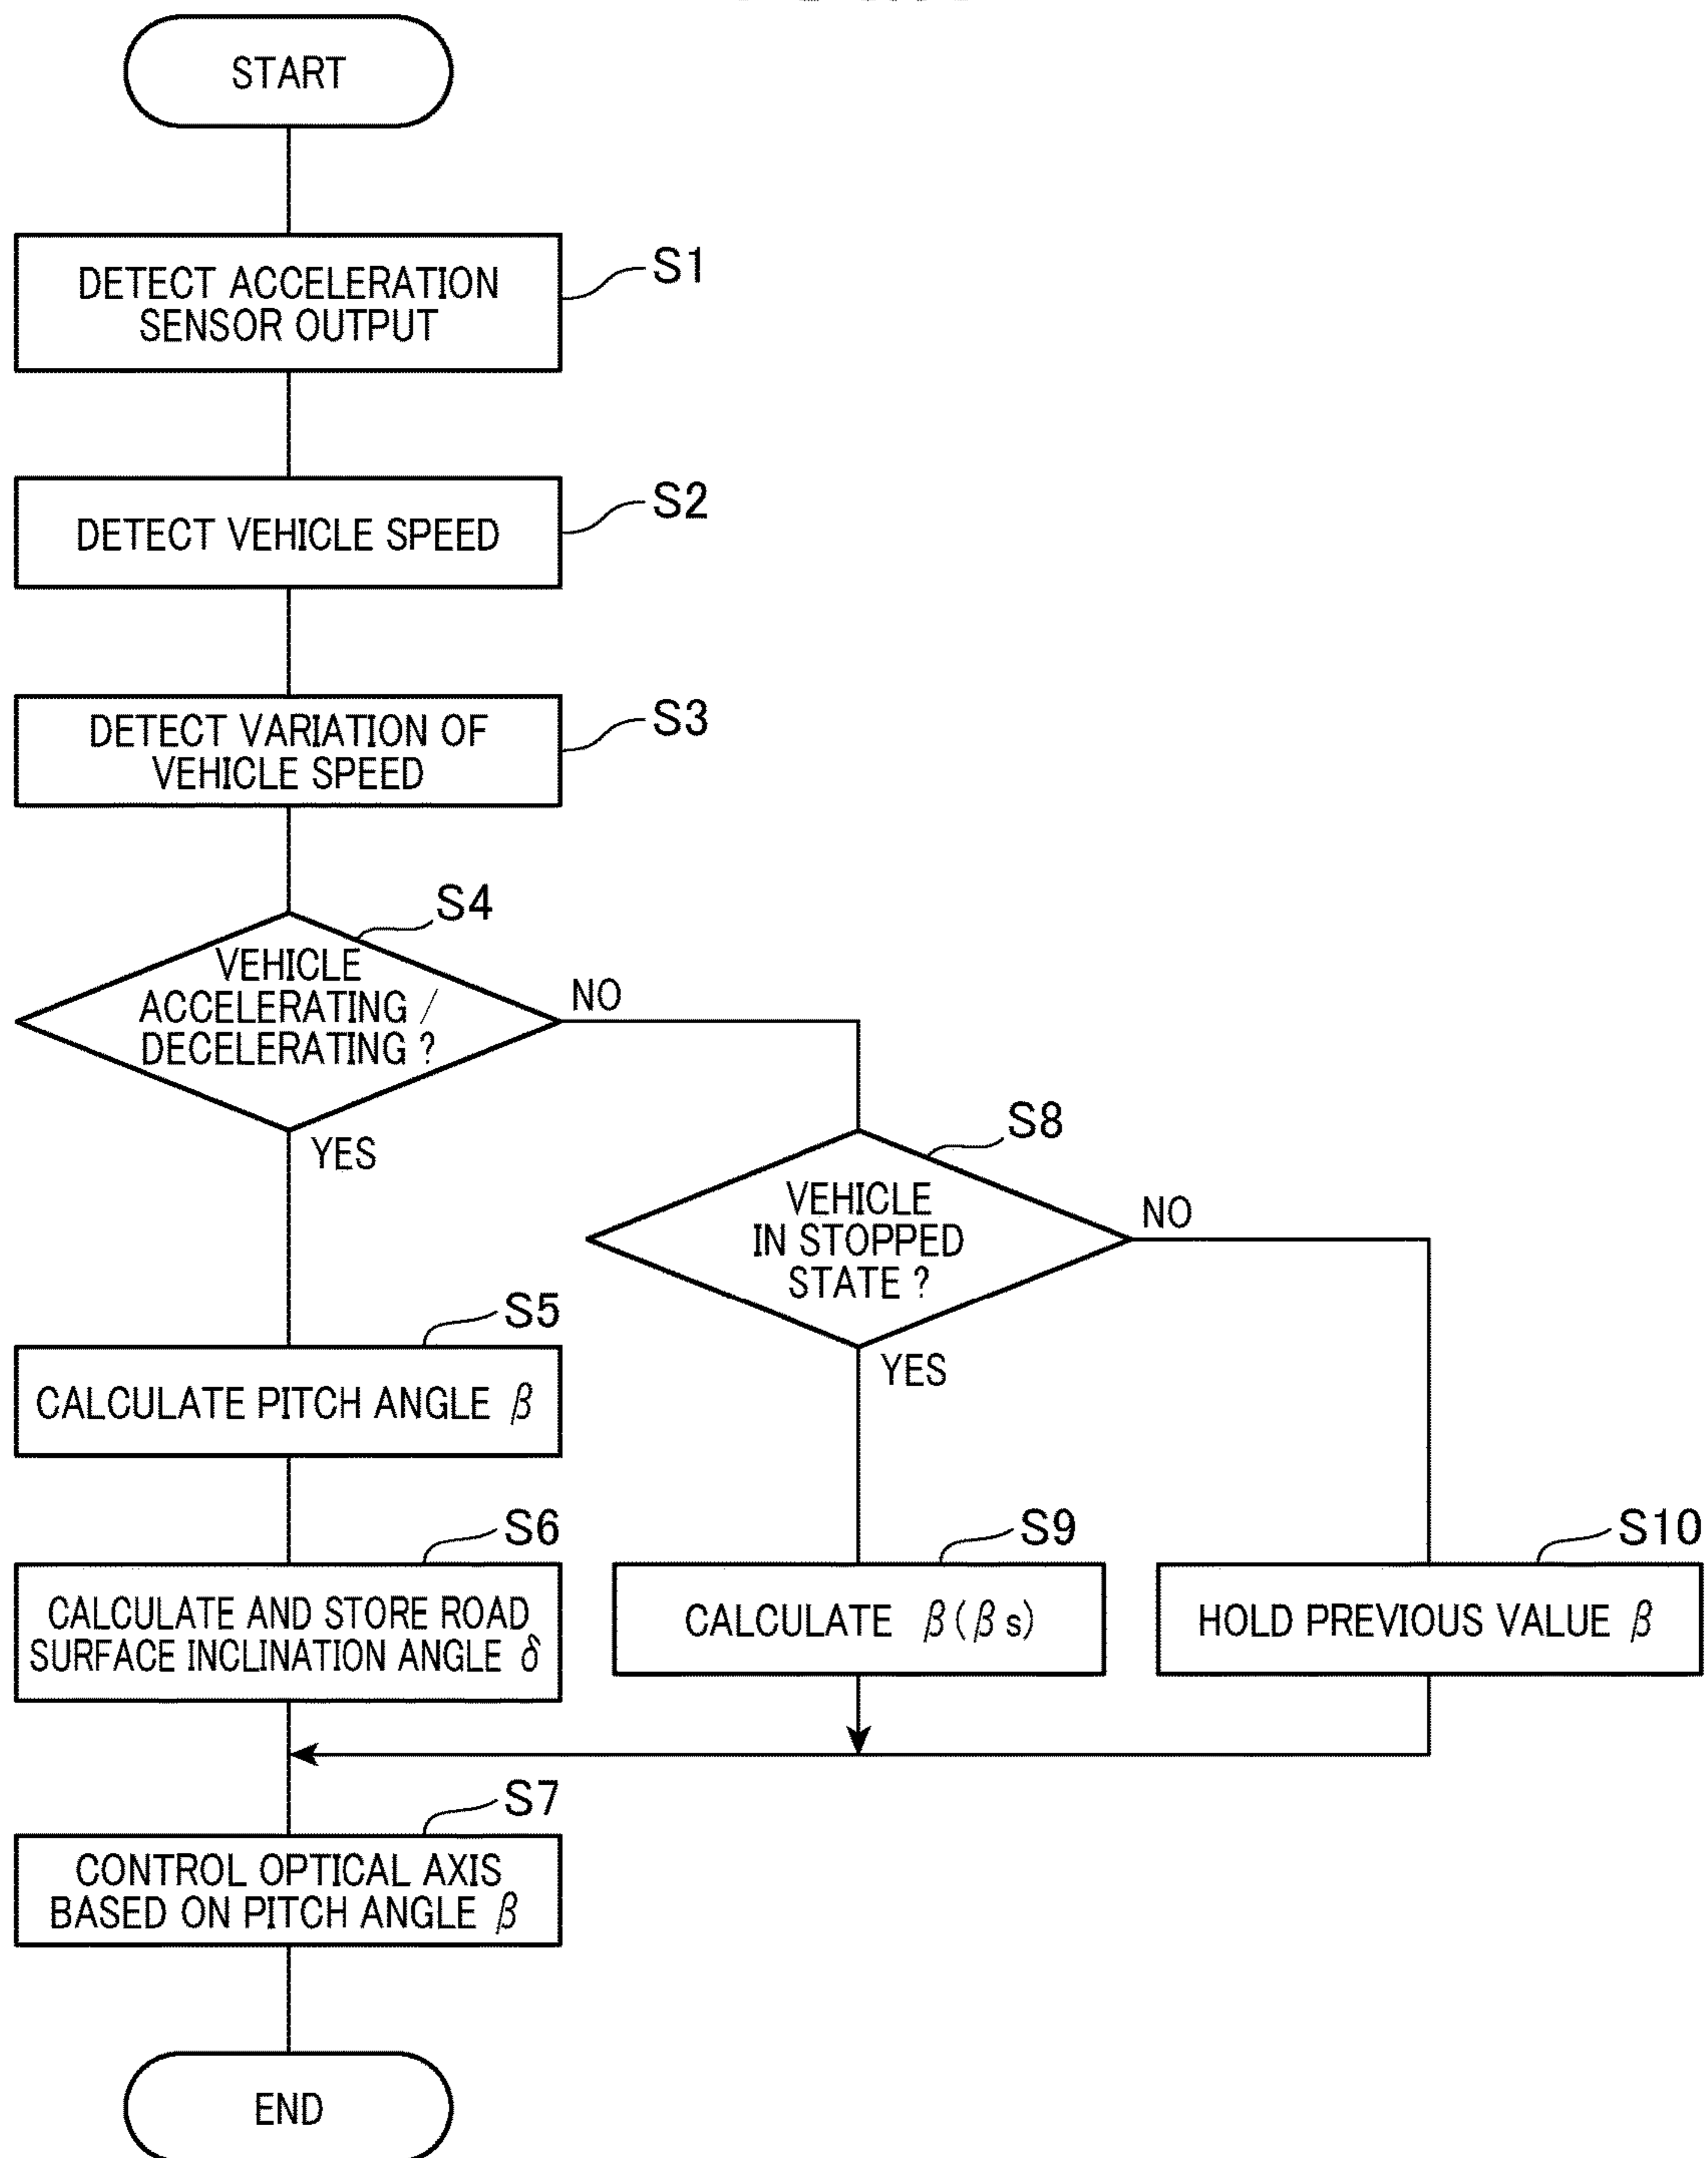 START
DETECT ACCELERATION
SENSOR OUTPUT
S1
DETECT VEHICLE SPEED
S2
DETECT VARIATION OF
VEHICLE SPEED
S3
S4
VEHICLE
ACCELERATING /
DECELERATING ?
NO
YES
S8
VEHICLE
IN STOPPED
STATE ?
NO
YES
S5
CALCULATE PITCH ANGLE β
S6
CALCULATE AND STORE ROAD
SURFACE INCLINATION ANGLE δ
S9
CALCULATE β(βs)
S10
HOLD PREVIOUS VALUE β
S7
CONTROL OPTICAL AXIS
BASED ON PITCH ANGLE β
END